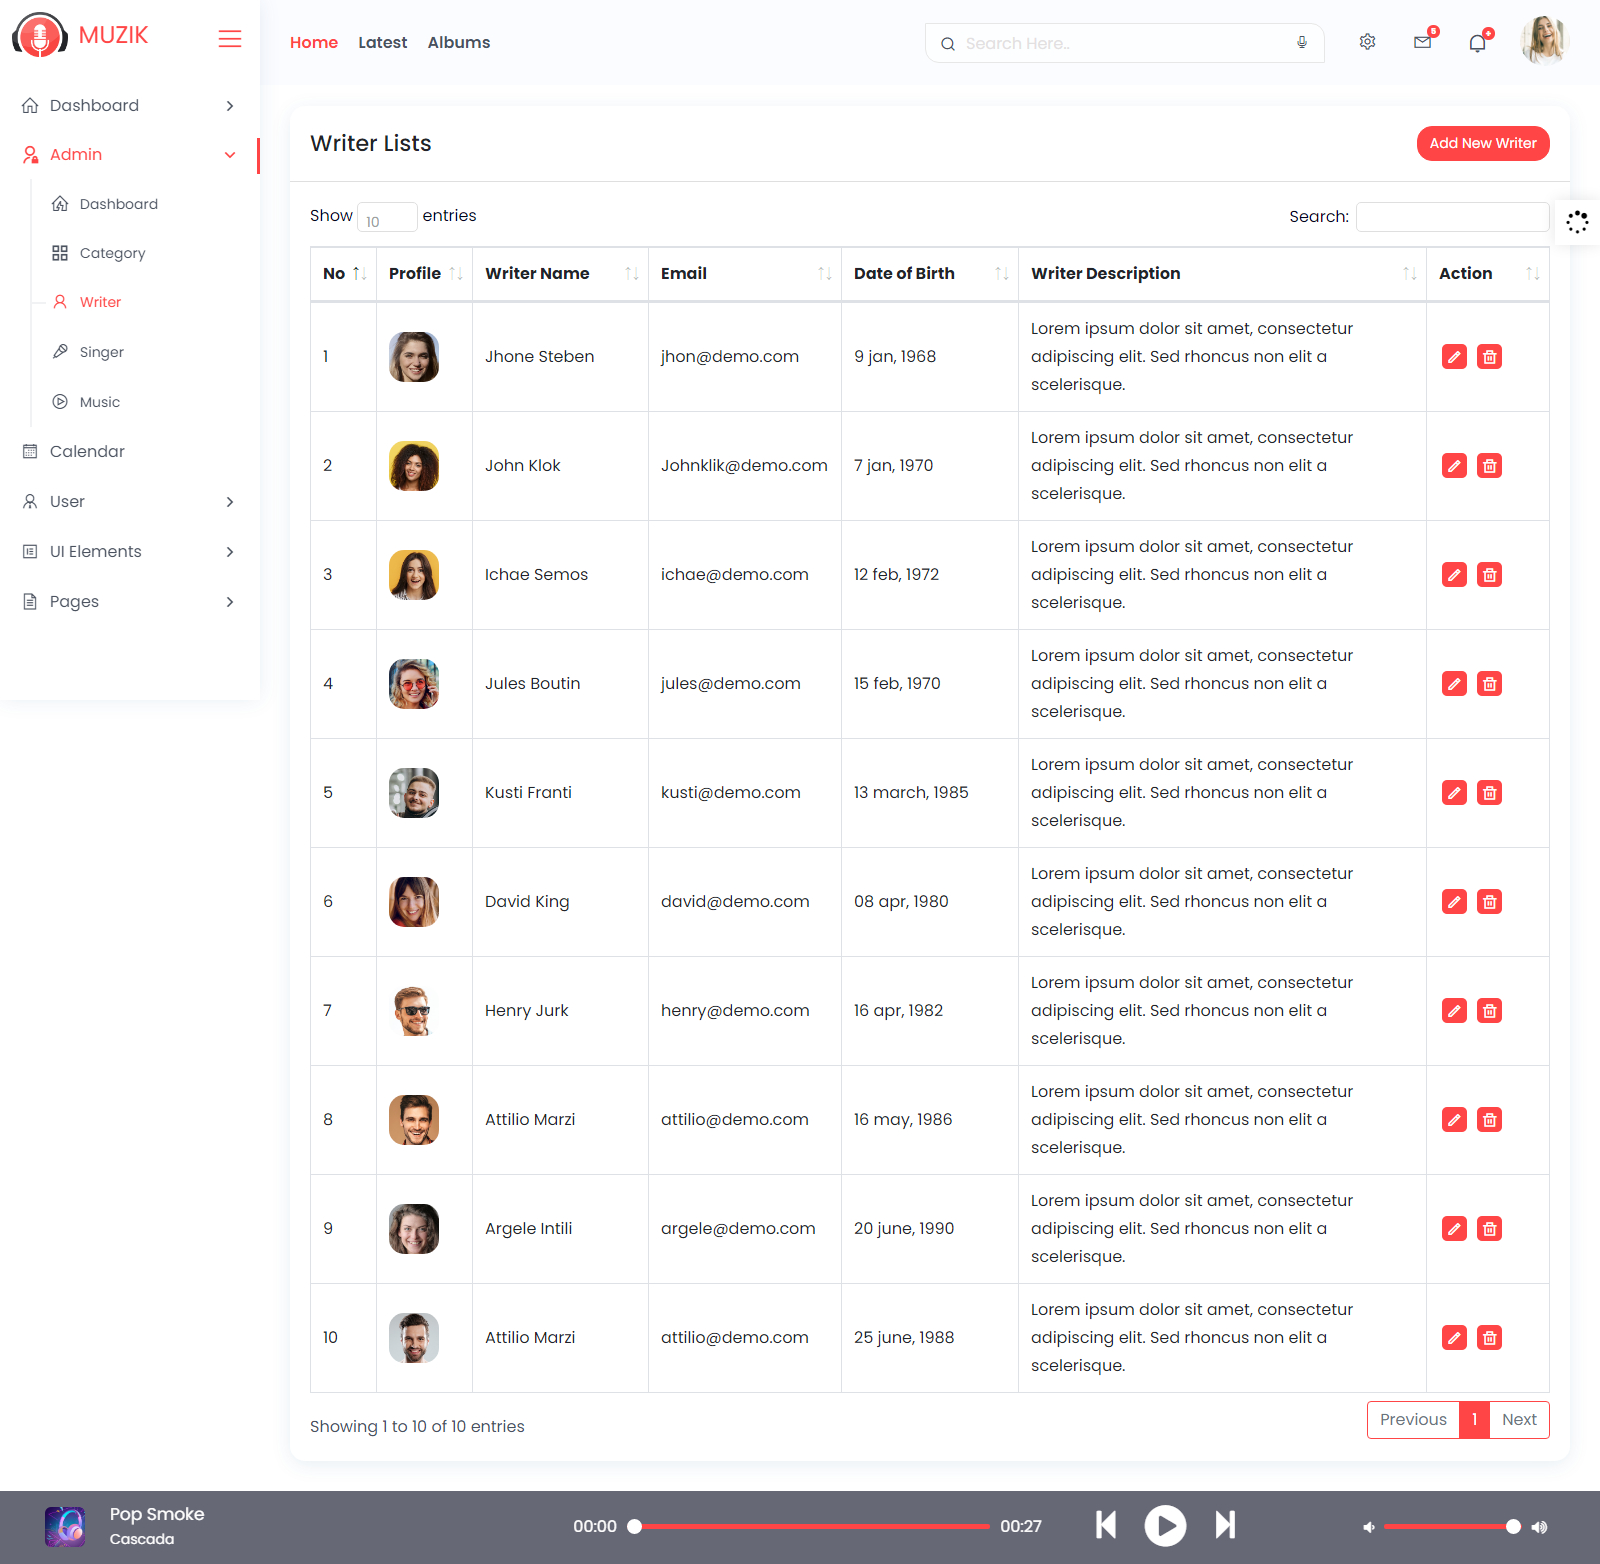 MUZIK
Home Latest Albums
Search Here..
5
Dashboard
Admin
Dashboard
Category
Writer
Singer
Music
Calendar
User
UI Elements
Pages
Writer Lists
Add New Writer
Show 10 entries
Search:
No Profile Writer Name Email Date of Birth Writer Description Action
1 Jhone Steben jhon@demo.com 9 jan, 1968 Lorem ipsum dolor sit amet, consectetur
adipiscing elit. Sed rhoncus non elit a
scelerisque.
2 John Klok Johnklik@demo.com 7 jan, 1970 Lorem ipsum dolor sit amet, consectetur
adipiscing elit. Sed rhoncus non elit a
scelerisque.
3 Ichae Semos ichae@demo.com 12 feb, 1972 Lorem ipsum dolor sit amet, consectetur
adipiscing elit. Sed rhoncus non elit a
scelerisque.
4 Jules Boutin jules@demo.com 15 feb, 1970 Lorem ipsum dolor sit amet, consectetur
adipiscing elit. Sed rhoncus non elit a
scelerisque.
5 Kusti Franti kusti@demo.com 13 march, 1985 Lorem ipsum dolor sit amet, consectetur
adipiscing elit. Sed rhoncus non elit a
scelerisque.
6 David King david@demo.com 08 apr, 1980 Lorem ipsum dolor sit amet, consectetur
adipiscing elit. Sed rhoncus non elit a
scelerisque.
7 Henry Jurk henry@demo.com 16 apr, 1982 Lorem ipsum dolor sit amet, consectetur
adipiscing elit. Sed rhoncus non elit a
scelerisque.
8 Attilio Marzi attilio@demo.com 16 may, 1986 Lorem ipsum dolor sit amet, consectetur
adipiscing elit. Sed rhoncus non elit a
scelerisque.
9 Argele Intili argele@demo.com 20 june, 1990 Lorem ipsum dolor sit amet, consectetur
adipiscing elit. Sed rhoncus non elit a
scelerisque.
10 Attilio Marzi attilio@demo.com 25 june, 1988 Lorem ipsum dolor sit amet, consectetur
adipiscing elit. Sed rhoncus non elit a
scelerisque.
Showing 1 to 10 of 10 entries
Previous 1 Next
Pop Smoke
Cascada
00:00 00:27